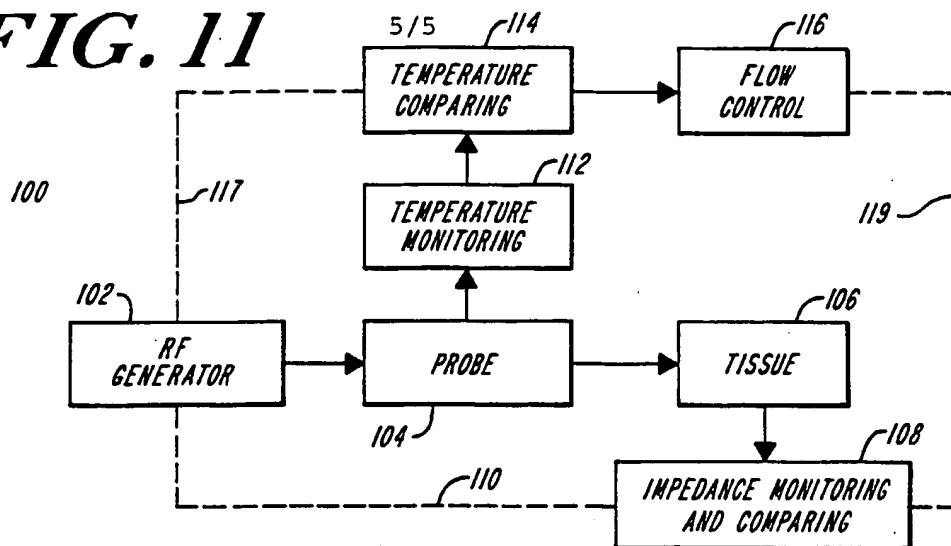 FIG. 11
5/5
114
116
TEMPERATURE
COMPARING
FLOW
CONTROL
100
117
112
119
TEMPERATURE
MONITORING
102
106
RF
GENERATOR
PROBE
TISSUE
104
108
110
IMPEDANCE MONITORING
AND COMPARING